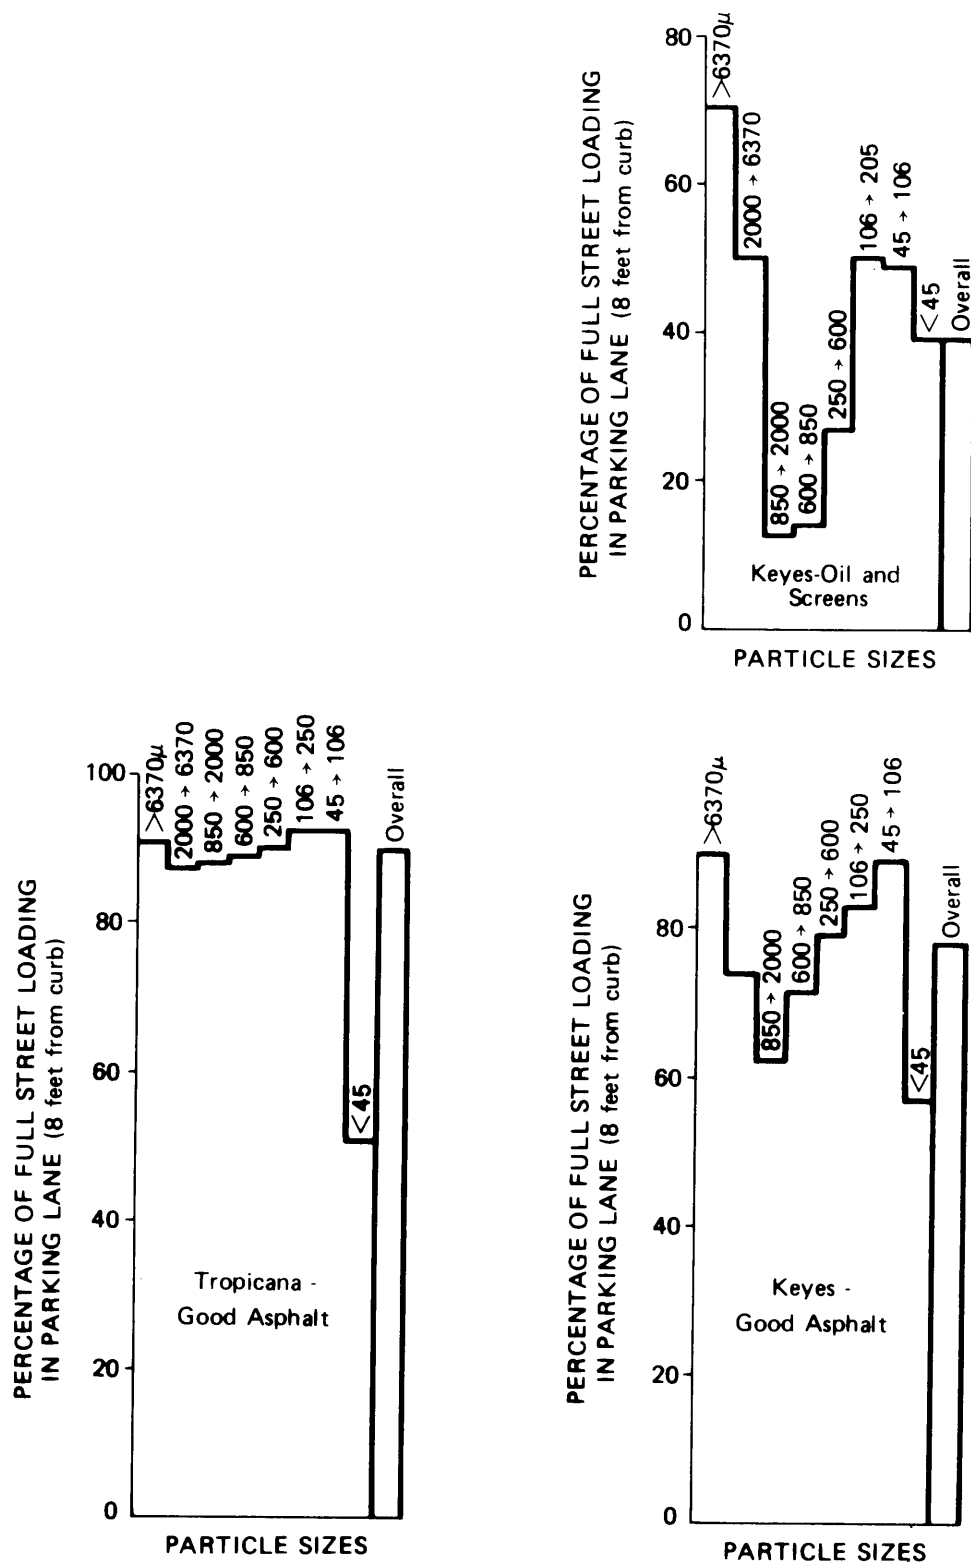 PERCENTAGE OF FULL STREET LOADING
IN PARKING LANE (8 feet from curb)
80
60
40
20
0
>6370µ
2000 → 6370
850 → 2000
600 → 850
250 → 600
106 → 205
45 → 106
<45
Overall
Keyes-Oil and
Screens
PARTICLE SIZES
PERCENTAGE OF FULL STREET LOADING
IN PARKING LANE (8 feet from curb)
100
80
60
40
20
0
>6370µ
2000 → 6370
850 → 2000
600 → 850
250 → 600
106 → 250
45 → 106
<45
Overall
Tropicana -
Good Asphalt
PARTICLE SIZES
PERCENTAGE OF FULL STREET LOADING
IN PARKING LANE (8 feet from curb)
80
60
40
20
0
>6370µ
850 → 2000
600 → 850
250 → 600
106 → 250
45 → 106
<45
Overall
Keyes -
Good Asphalt
PARTICLE SIZES